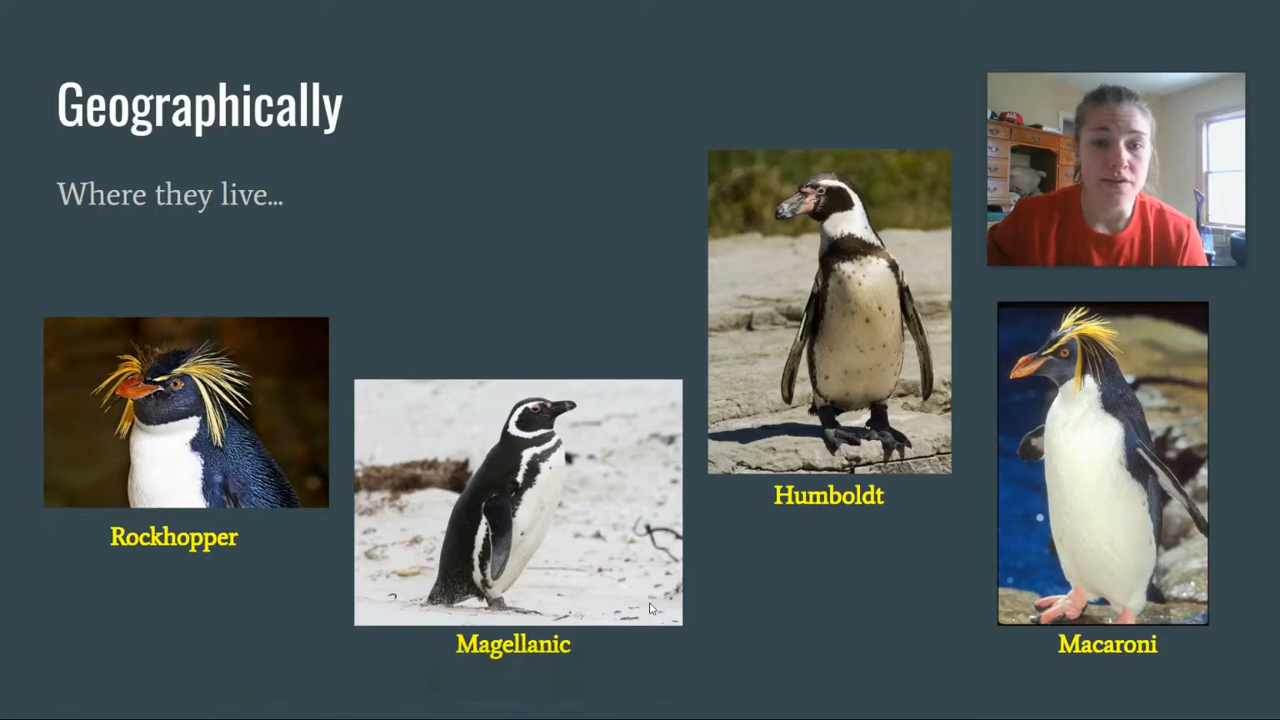 Geographically
Where they live...
Rockhopper
Magellanic
Humboldt
Macaroni